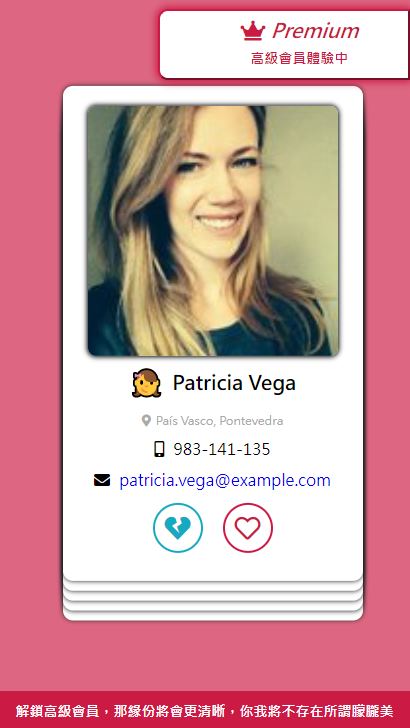 Premium
高級會員體驗中
Patricia Vega
País Vasco, Pontevedra
983-141-135
patricia.vega@example.com
解鎖高級會員，那緣份將會更清晰，你我將不存在所謂朦朧美